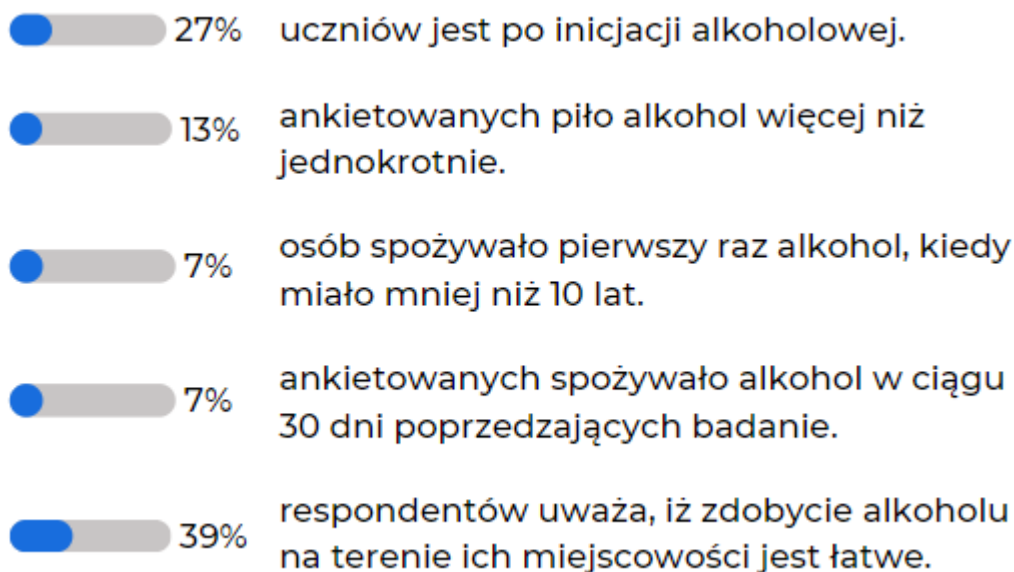 27% uczniów jest po inicjacji alkoholowej.
13% ankietowanych piło alkohol więcej niż
jednokrotnie.
7% osób spożywało pierwszy raz alkohol, kiedy
miało mniej niż 10 lat.
7% ankietowanych spożywało alkohol w ciągu
30 dni poprzedzających badanie.
39% respondentów uważa, iż zdobycie alkoholu
na terenie ich miejscowości jest łatwe.